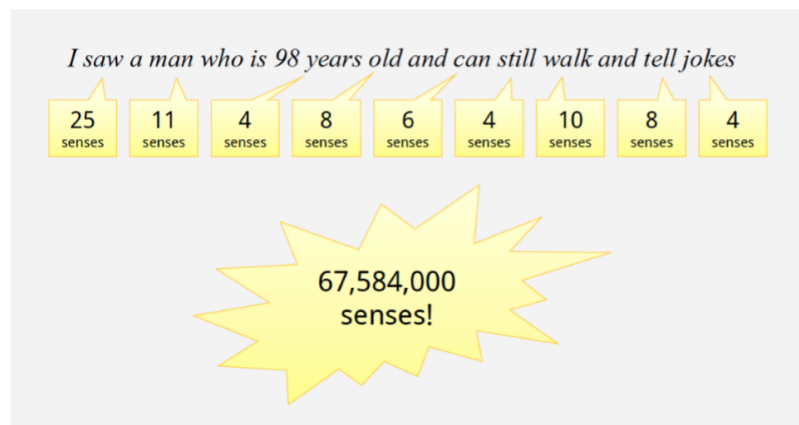 I saw a man who is 98 years old and can still walk and tell jokes
25 11 4 8 6 4 10 8 4
senses senses senses senses senses senses senses senses senses
67,584,000
senses!